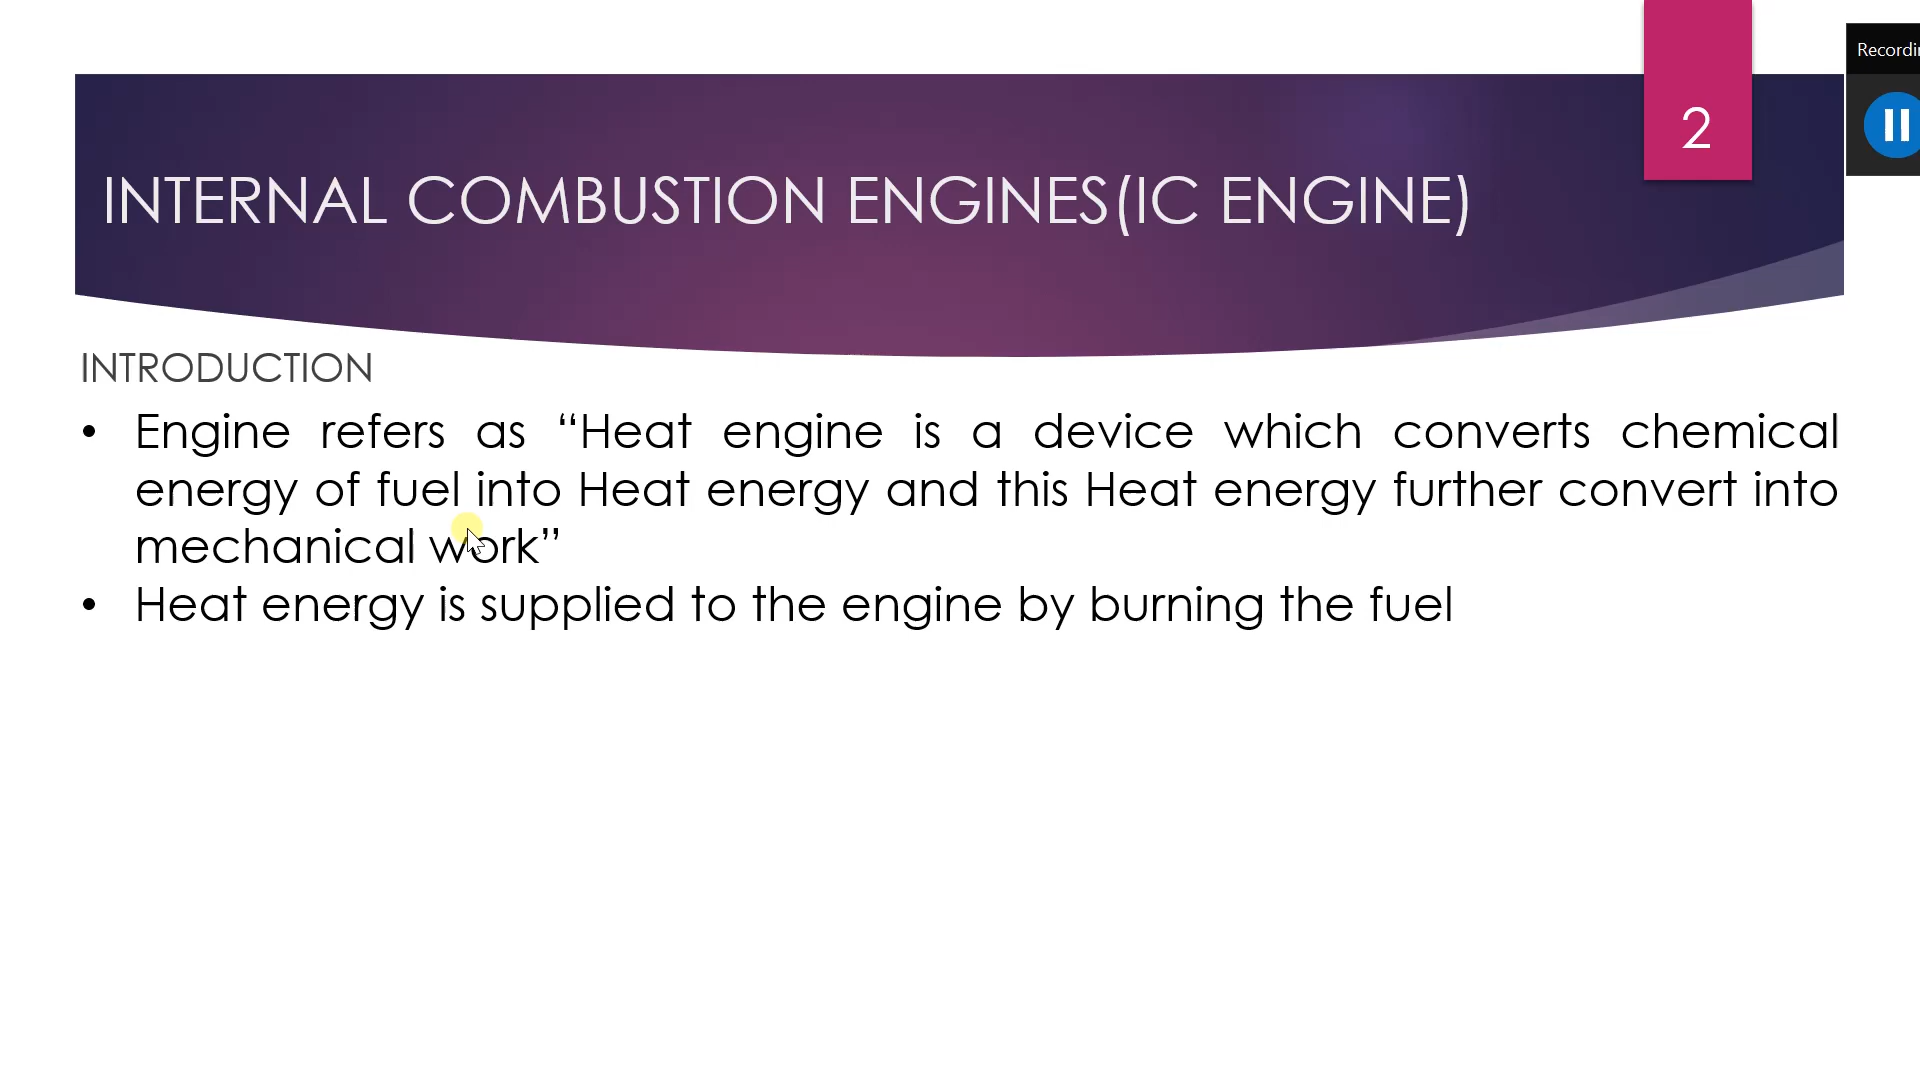 Recordin
2
INTERNAL COMBUSTION ENGINES(IC ENGINE)
INTRODUCTION
• Engine refers as “Heat engine is a device which converts chemical
energy of fuel into Heat energy and this Heat energy further convert into
mechanical work”
• Heat energy is supplied to the engine by burning the fuel